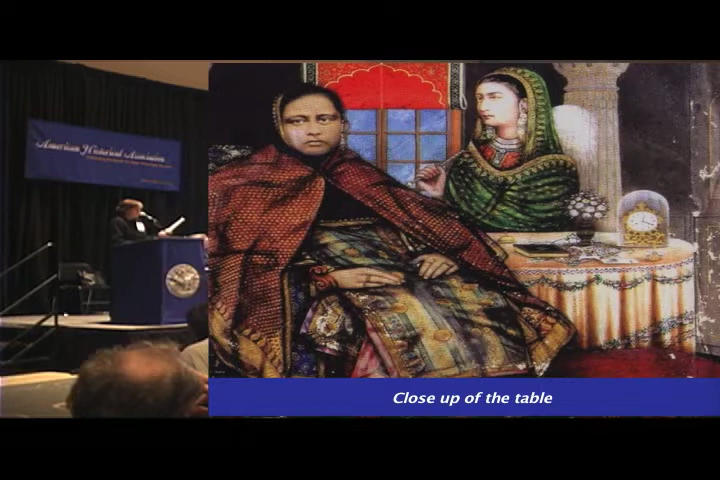 American Historical Association
Close up of the table